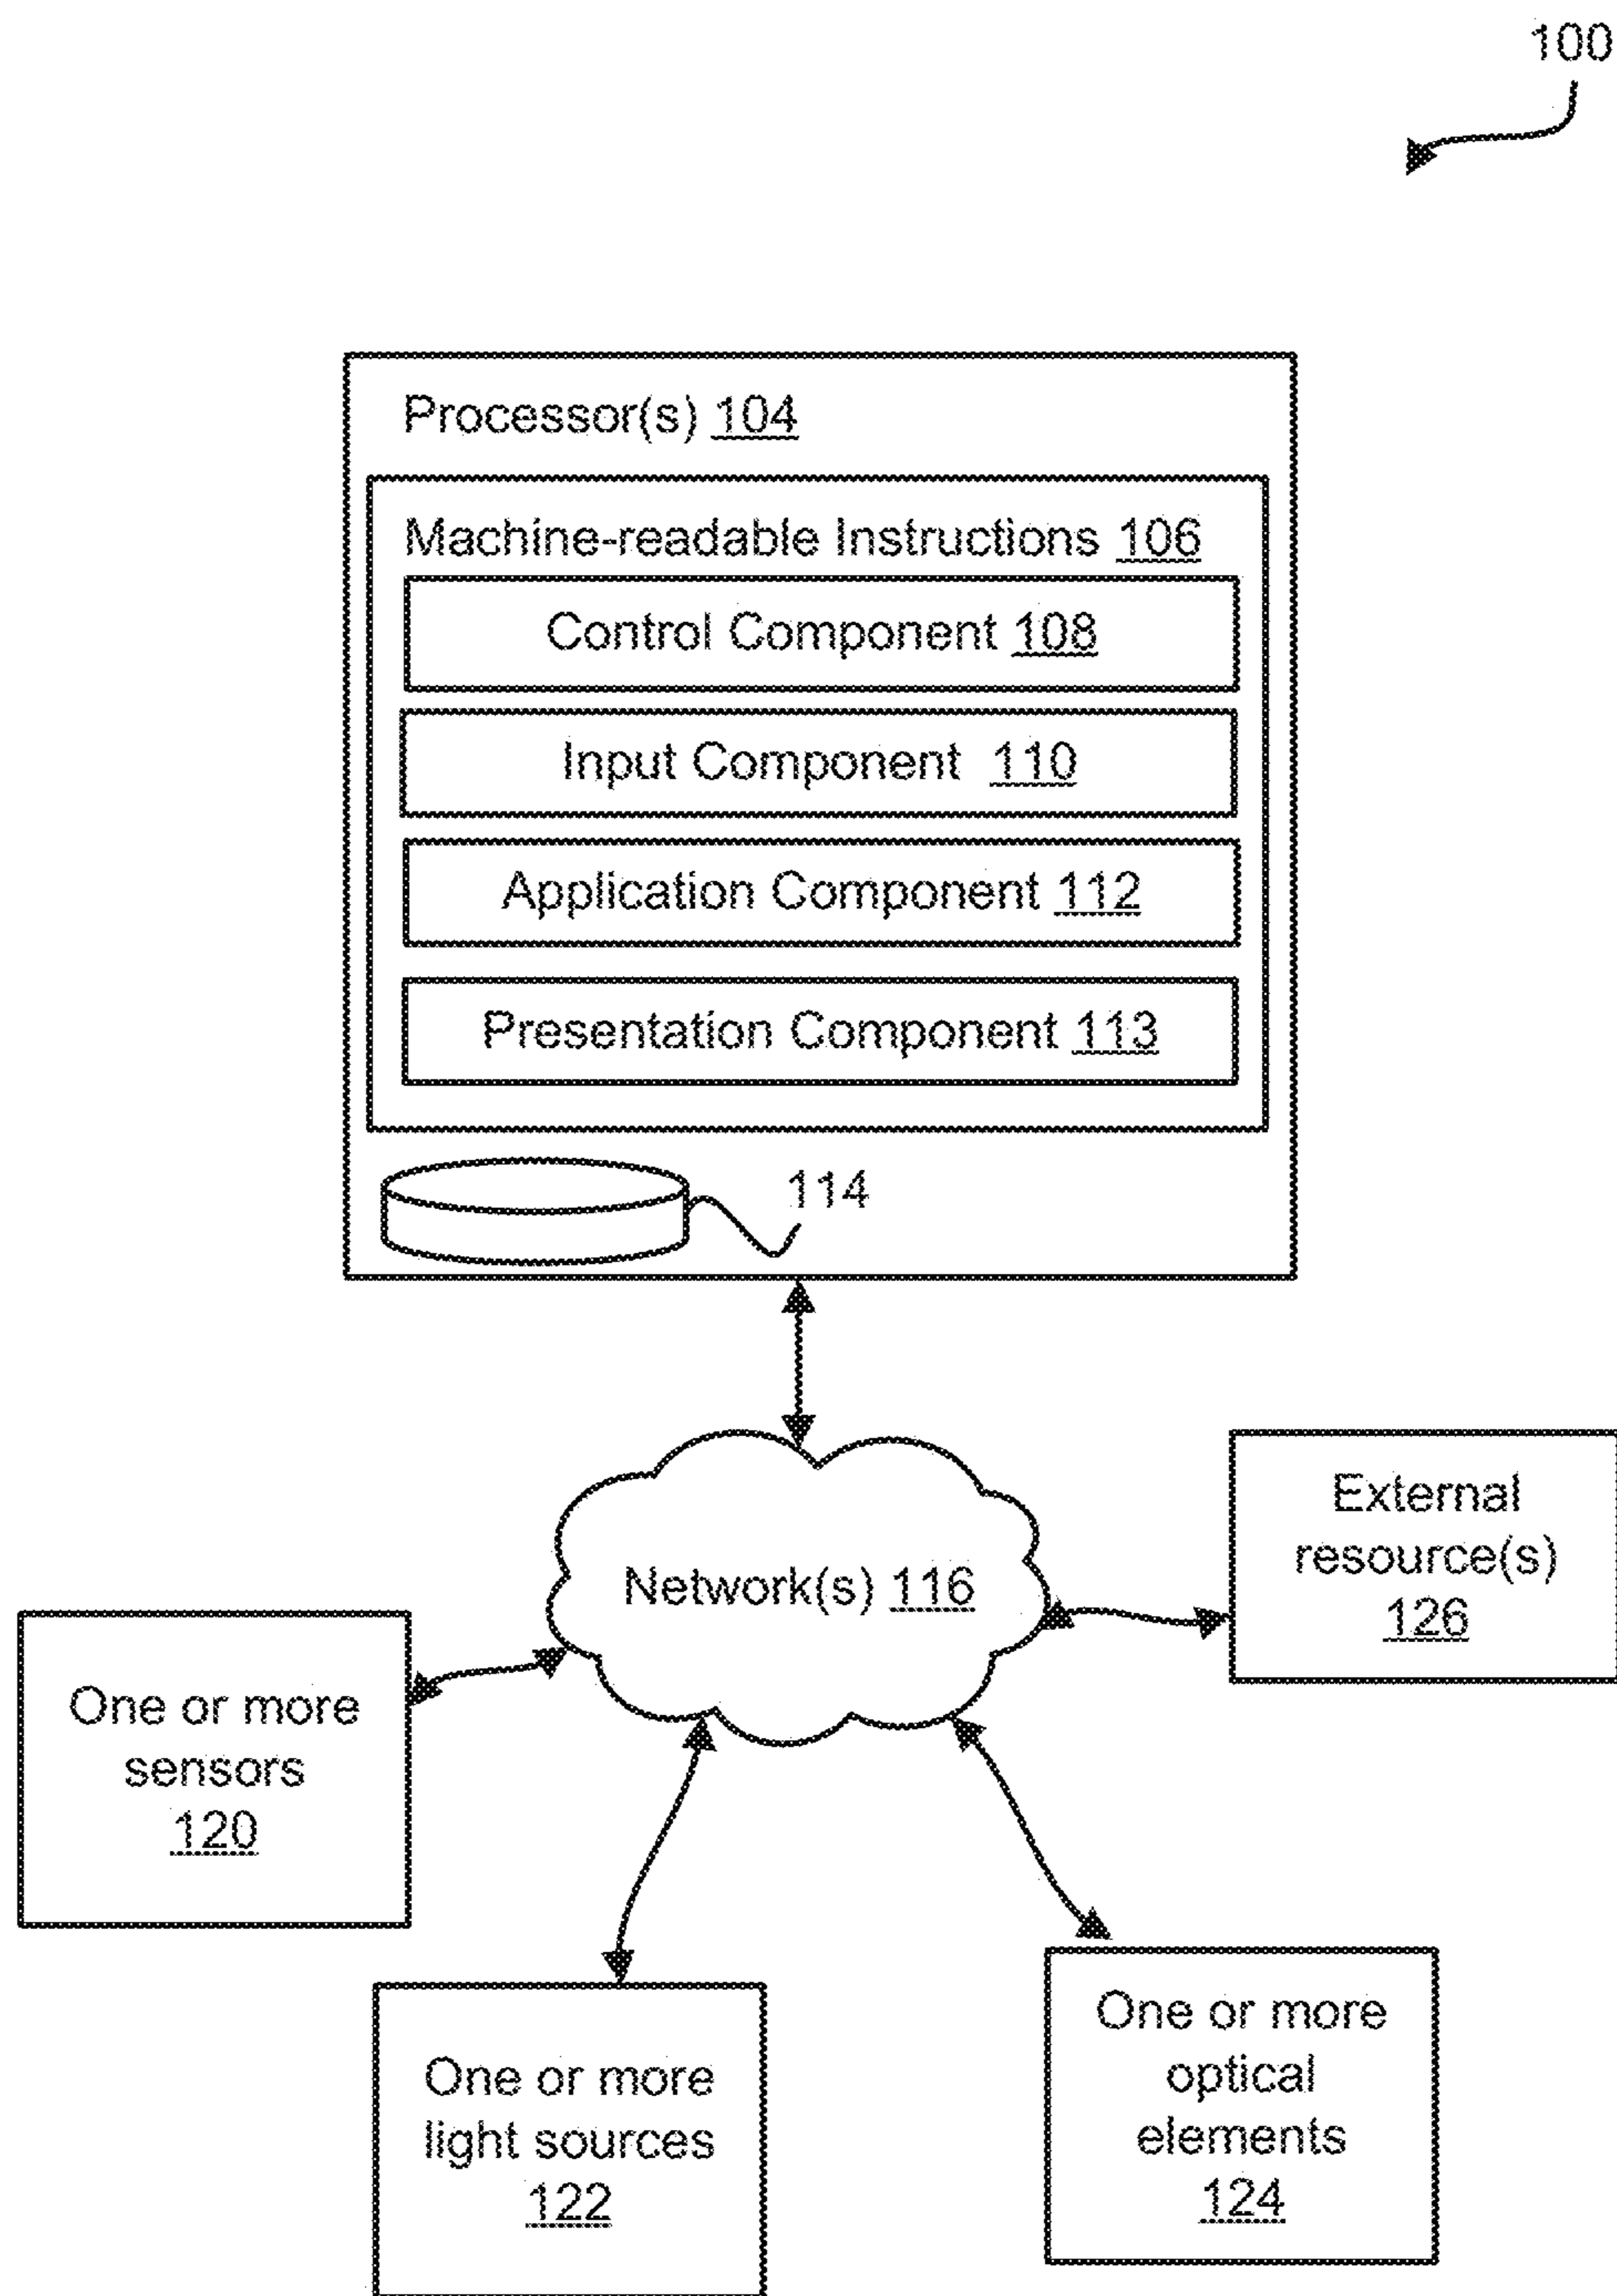 100
Processor(s) 104
Machine-readable Instructions 106
Control Component 108
Input Component 110
Application Component 112
Presentation Component 113
114
Network(s) 116
External
resource(s)
126
One or more
sensors
120
One or more
light sources
122
One or more
optical
elements
124